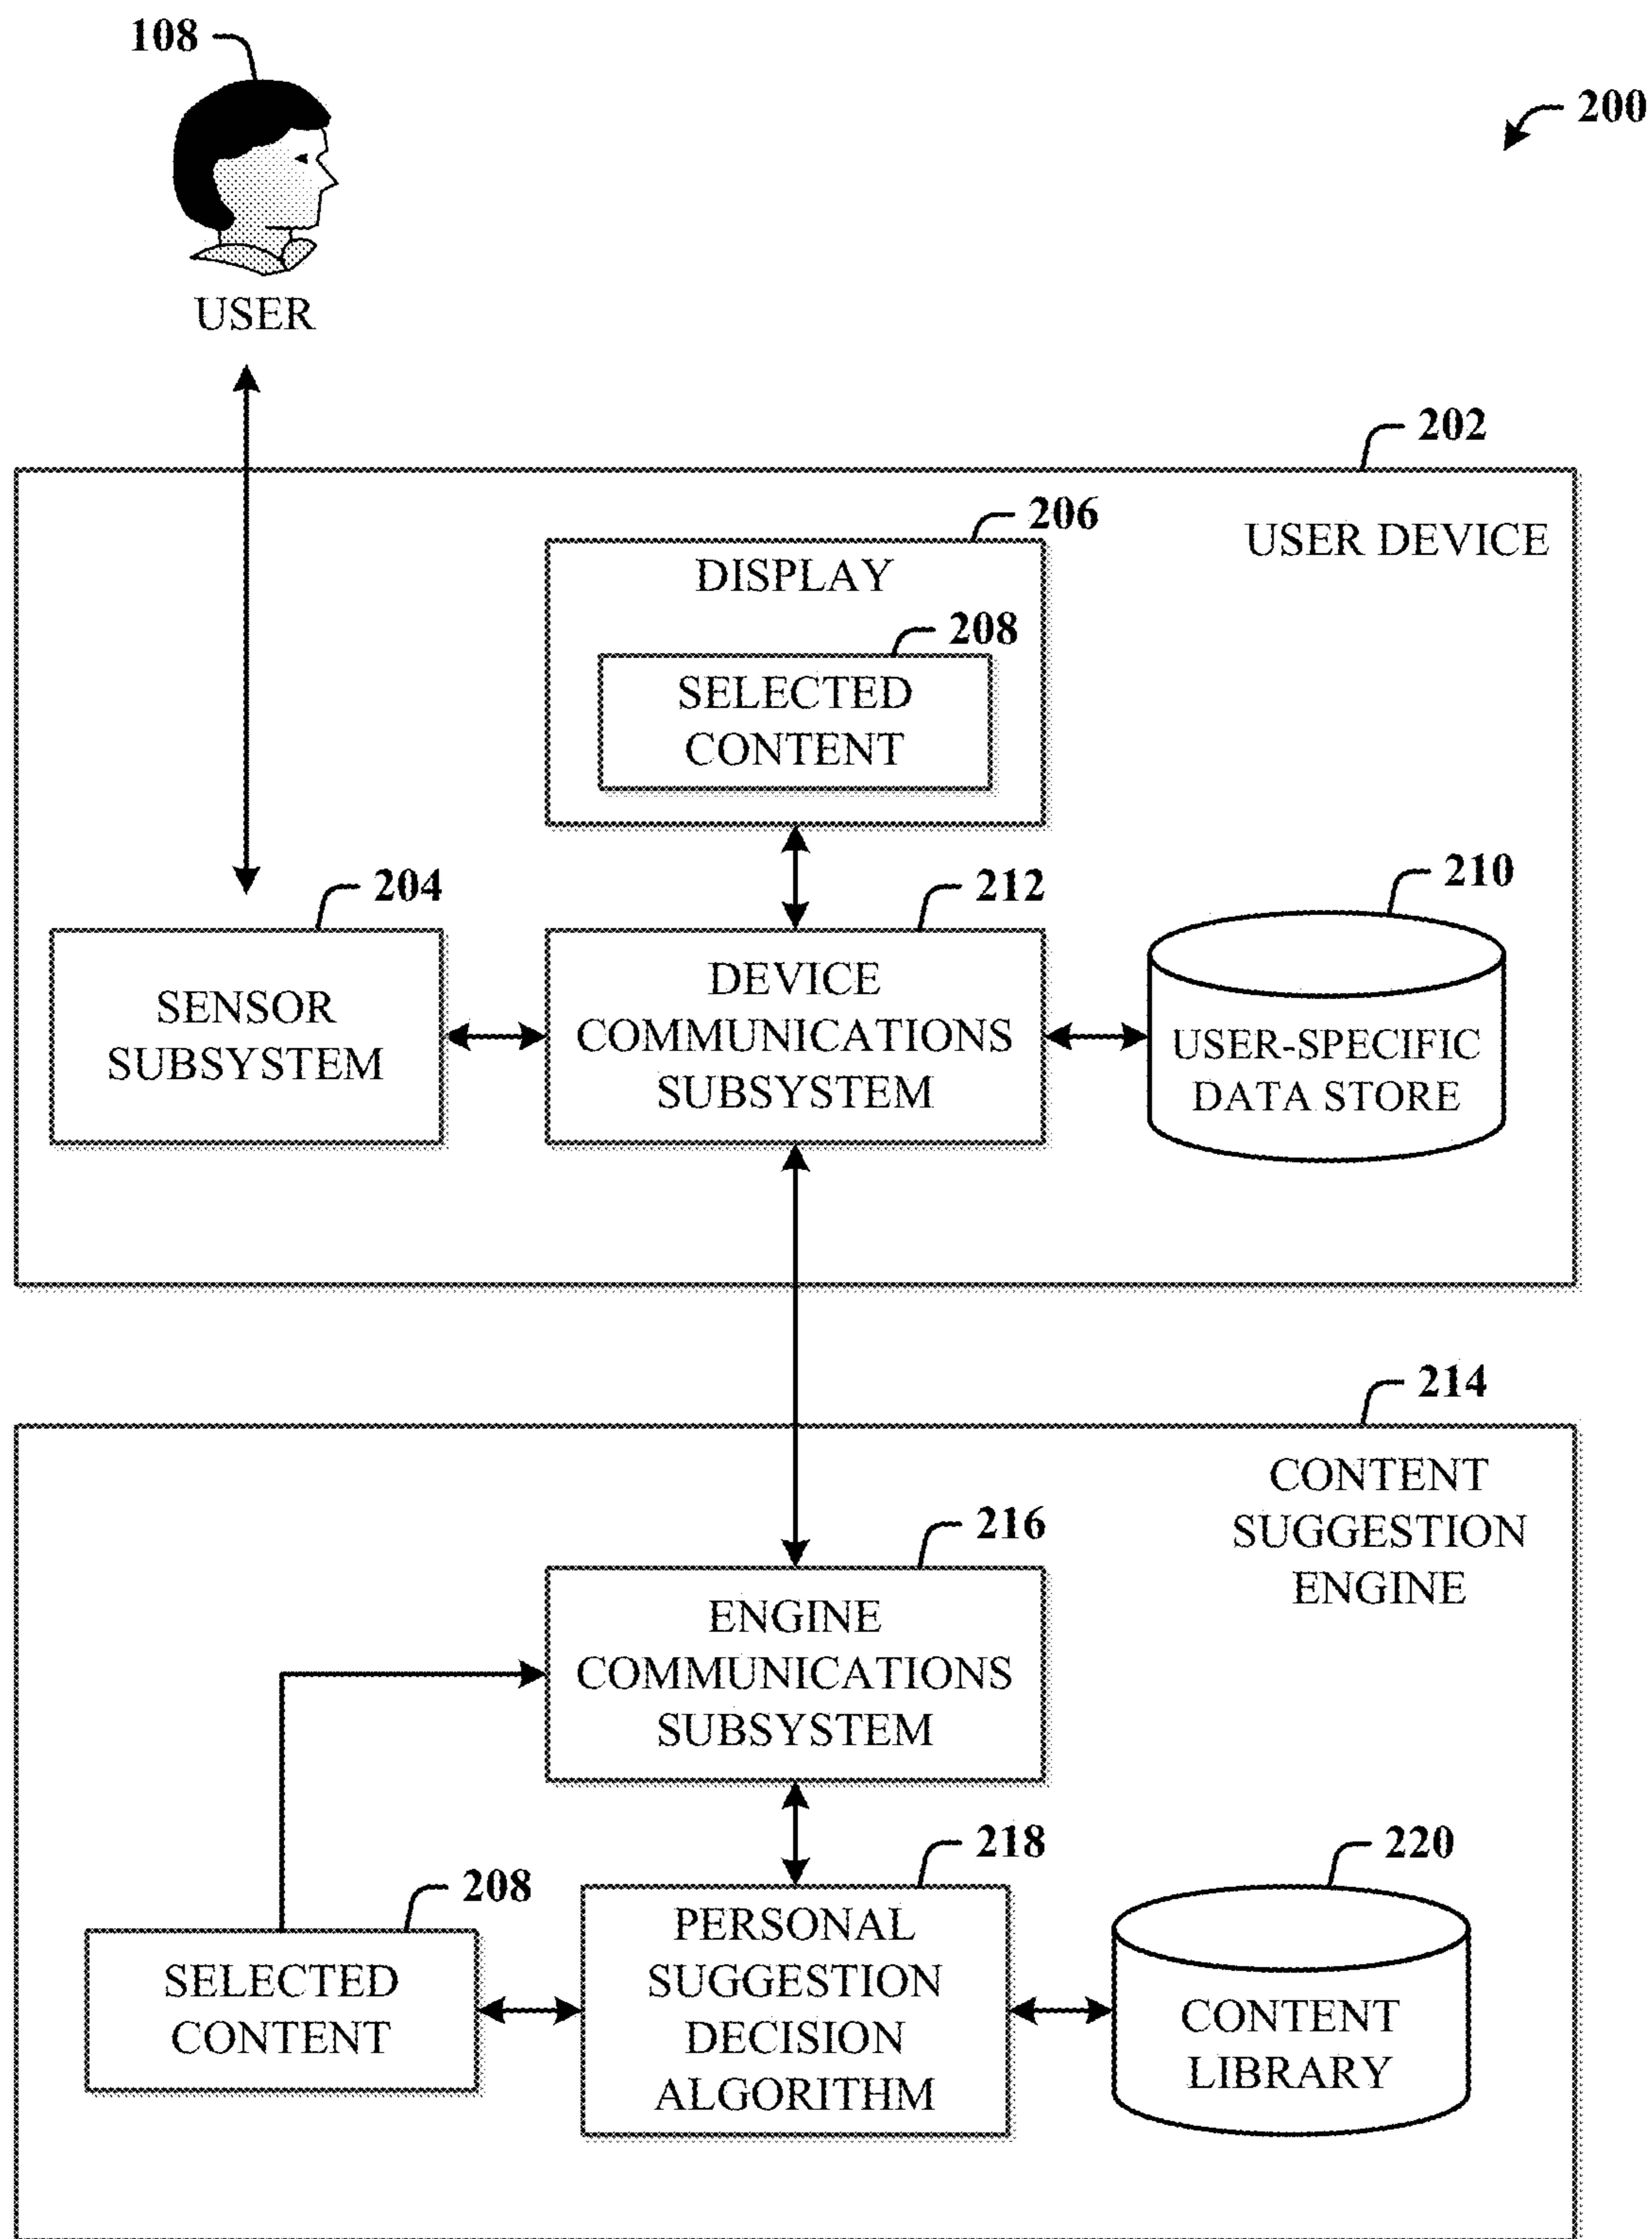 108
200
USER
202
USER DEVICE
206
DISPLAY
208
SELECTED
CONTENT
204
212
210
SENSOR
SUBSYSTEM
DEVICE
COMMUNICATIONS
SUBSYSTEM
USER-SPECIFIC
DATA STORE
214
CONTENT
SUGGESTION
ENGINE
216
ENGINE
COMMUNICATIONS
SUBSYSTEM
208
218
220
SELECTED
CONTENT
PERSONAL
SUGGESTION
DECISION
ALGORITHM
CONTENT
LIBRARY